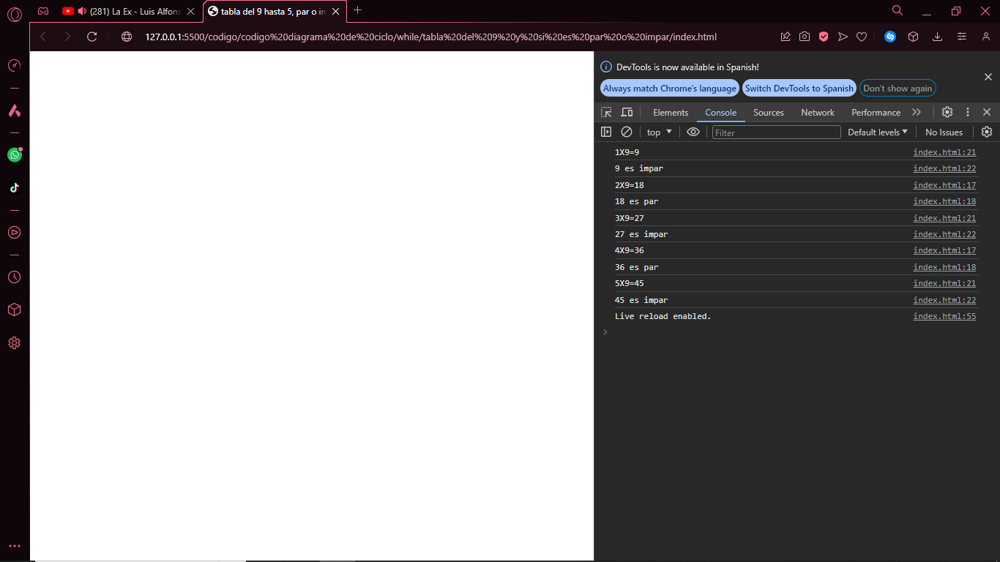 (281) La Ex - Luis Alfons
tabla del 9 hasta 5, par o im
127.0.0.1:5500/codigo/codigo%20diagrama%20de%20ciclo/while/tabla%20del%209%20y%20si%20es%20par%20o%20impar/index.html
DevTools is now available in Spanish!
Always match Chrome's language Switch DevTools to Spanish Don't show again
Elements Console Sources Network Performance
top Filter Default levels No Issues
1X9=9 index.html:21
9 es impar index.html:22
2X9=18 index.html:17
18 es par index.html:18
3X9=27 index.html:21
27 es impar index.html:22
4X9=36 index.html:17
36 es par index.html:18
5X9=45 index.html:21
45 es impar index.html:22
Live reload enabled. index.html:55